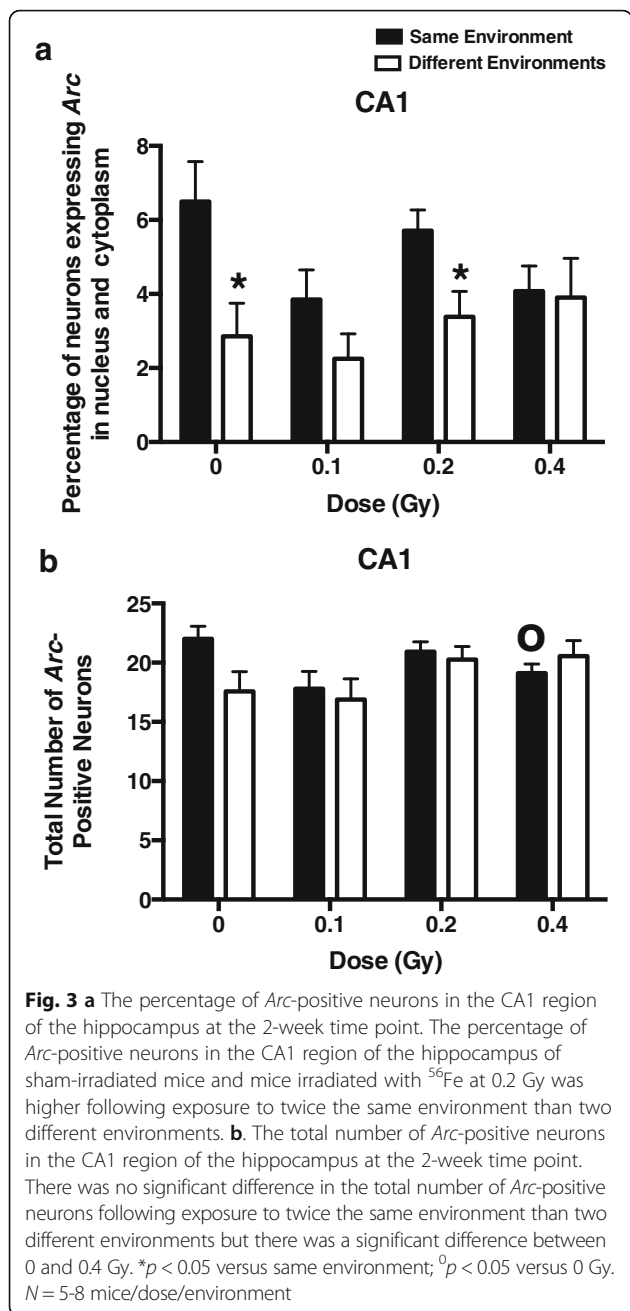 a
Same Environment
Different Environments
CA1
Percentage of neurons expressing Arc
in nucleus and cytoplasm
8
6
4
2
0
*
*
0
0.1
0.2
0.4
Dose (Gy)
b
CA1
Total Number of Arc-
Positive Neurons
25
20
15
10
5
0
O
0
0.1
0.2
0.4
Dose (Gy)
Fig. 3 a The percentage of Arc-positive neurons in the CA1 region
of the hippocampus at the 2-week time point. The percentage of
Arc-positive neurons in the CA1 region of the hippocampus of
sham-irradiated mice and mice irradiated with ⁵⁶Fe at 0.2 Gy was
higher following exposure to twice the same environment than two
different environments. b. The total number of Arc-positive neurons
in the CA1 region of the hippocampus at the 2-week time point.
There was no significant difference in the total number of Arc-positive
neurons following exposure to twice the same environment than two
different environments but there was a significant difference between
0 and 0.4 Gy. *p < 0.05 versus same environment; ⁰p < 0.05 versus 0 Gy.
N = 5-8 mice/dose/environment